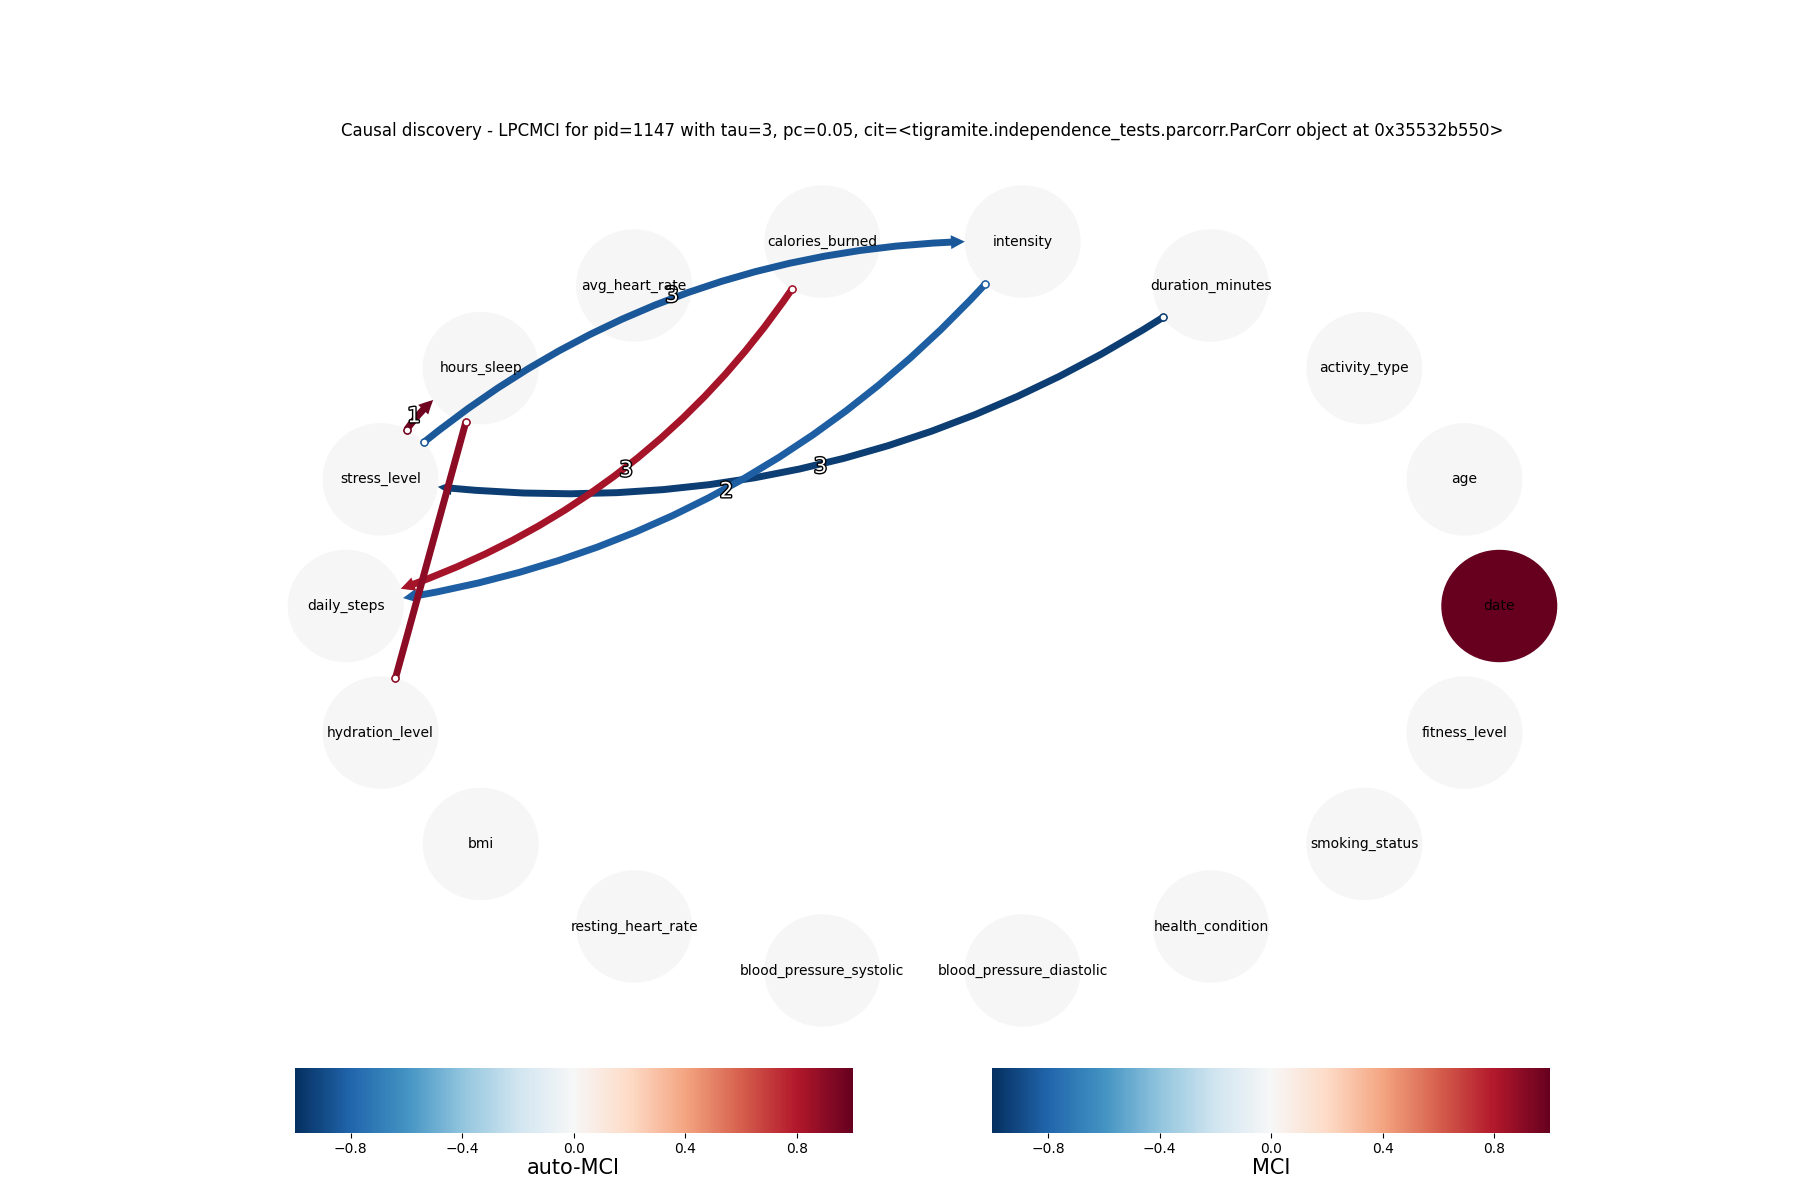 Causal discovery - LPCMCI for pid=1147 with tau=3, pc=0.05, cit=<tigramite.independence_tests.parcorr.ParCorr object at 0x35532b550>
calories_burned
intensity
avg_heart_rate
duration_minutes
3
hours_sleep
activity_type
1
stress_level
3
3
age
2
daily_steps
date
hydration_level
fitness_level
bmi
smoking_status
resting_heart_rate
health_condition
blood_pressure_systolic
blood_pressure_diastolic
−0.8 −0.4 0.0 0.4 0.8
auto-MCI
−0.8 −0.4 0.0 0.4 0.8
MCI